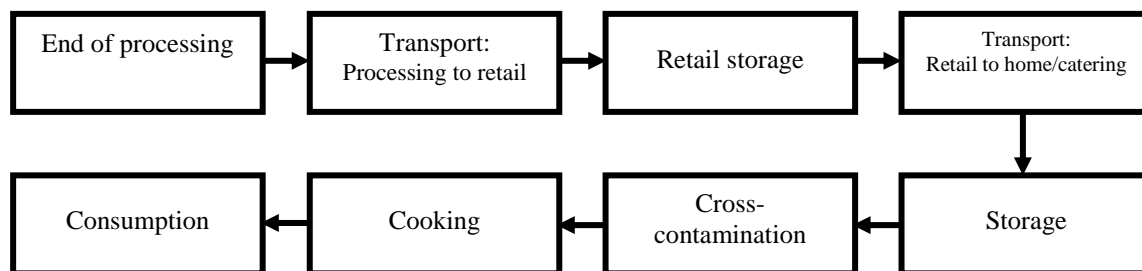 End of processing
Transport:
Processing to retail
Retail storage
Transport:
Retail to home/catering
Storage
Cross-
contamination
Cooking
Consumption